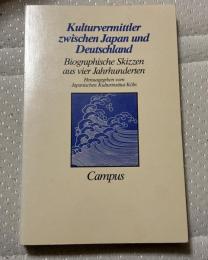 Kulturvermittler
zwischen Japan und
Deutschland
Biographische Skizzen
aus vier Jahrhunderten
Herausgegeben vom
Japanischen Kulturinstitut Köln
Campus